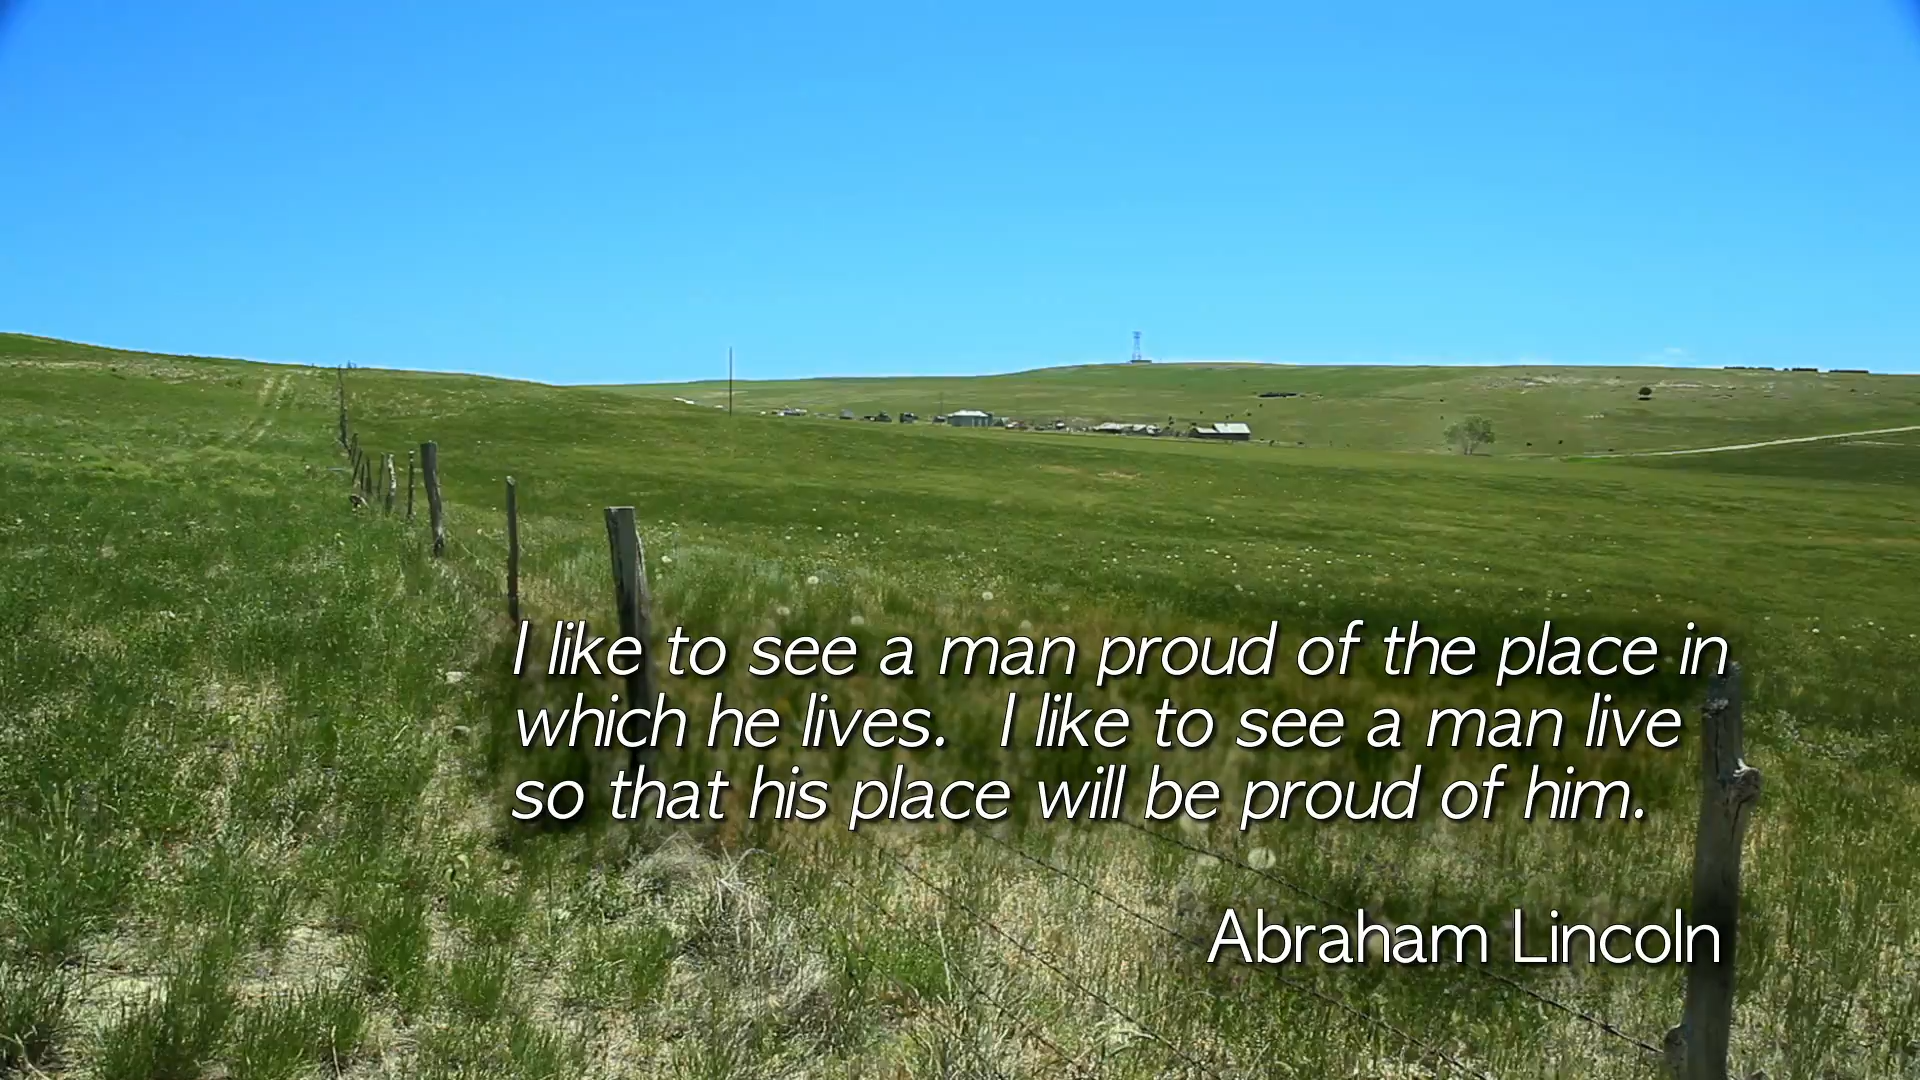 I like to see a man proud of the place in
which he lives. I like to see a man live
so that his place will be proud of him.
Abraham Lincoln